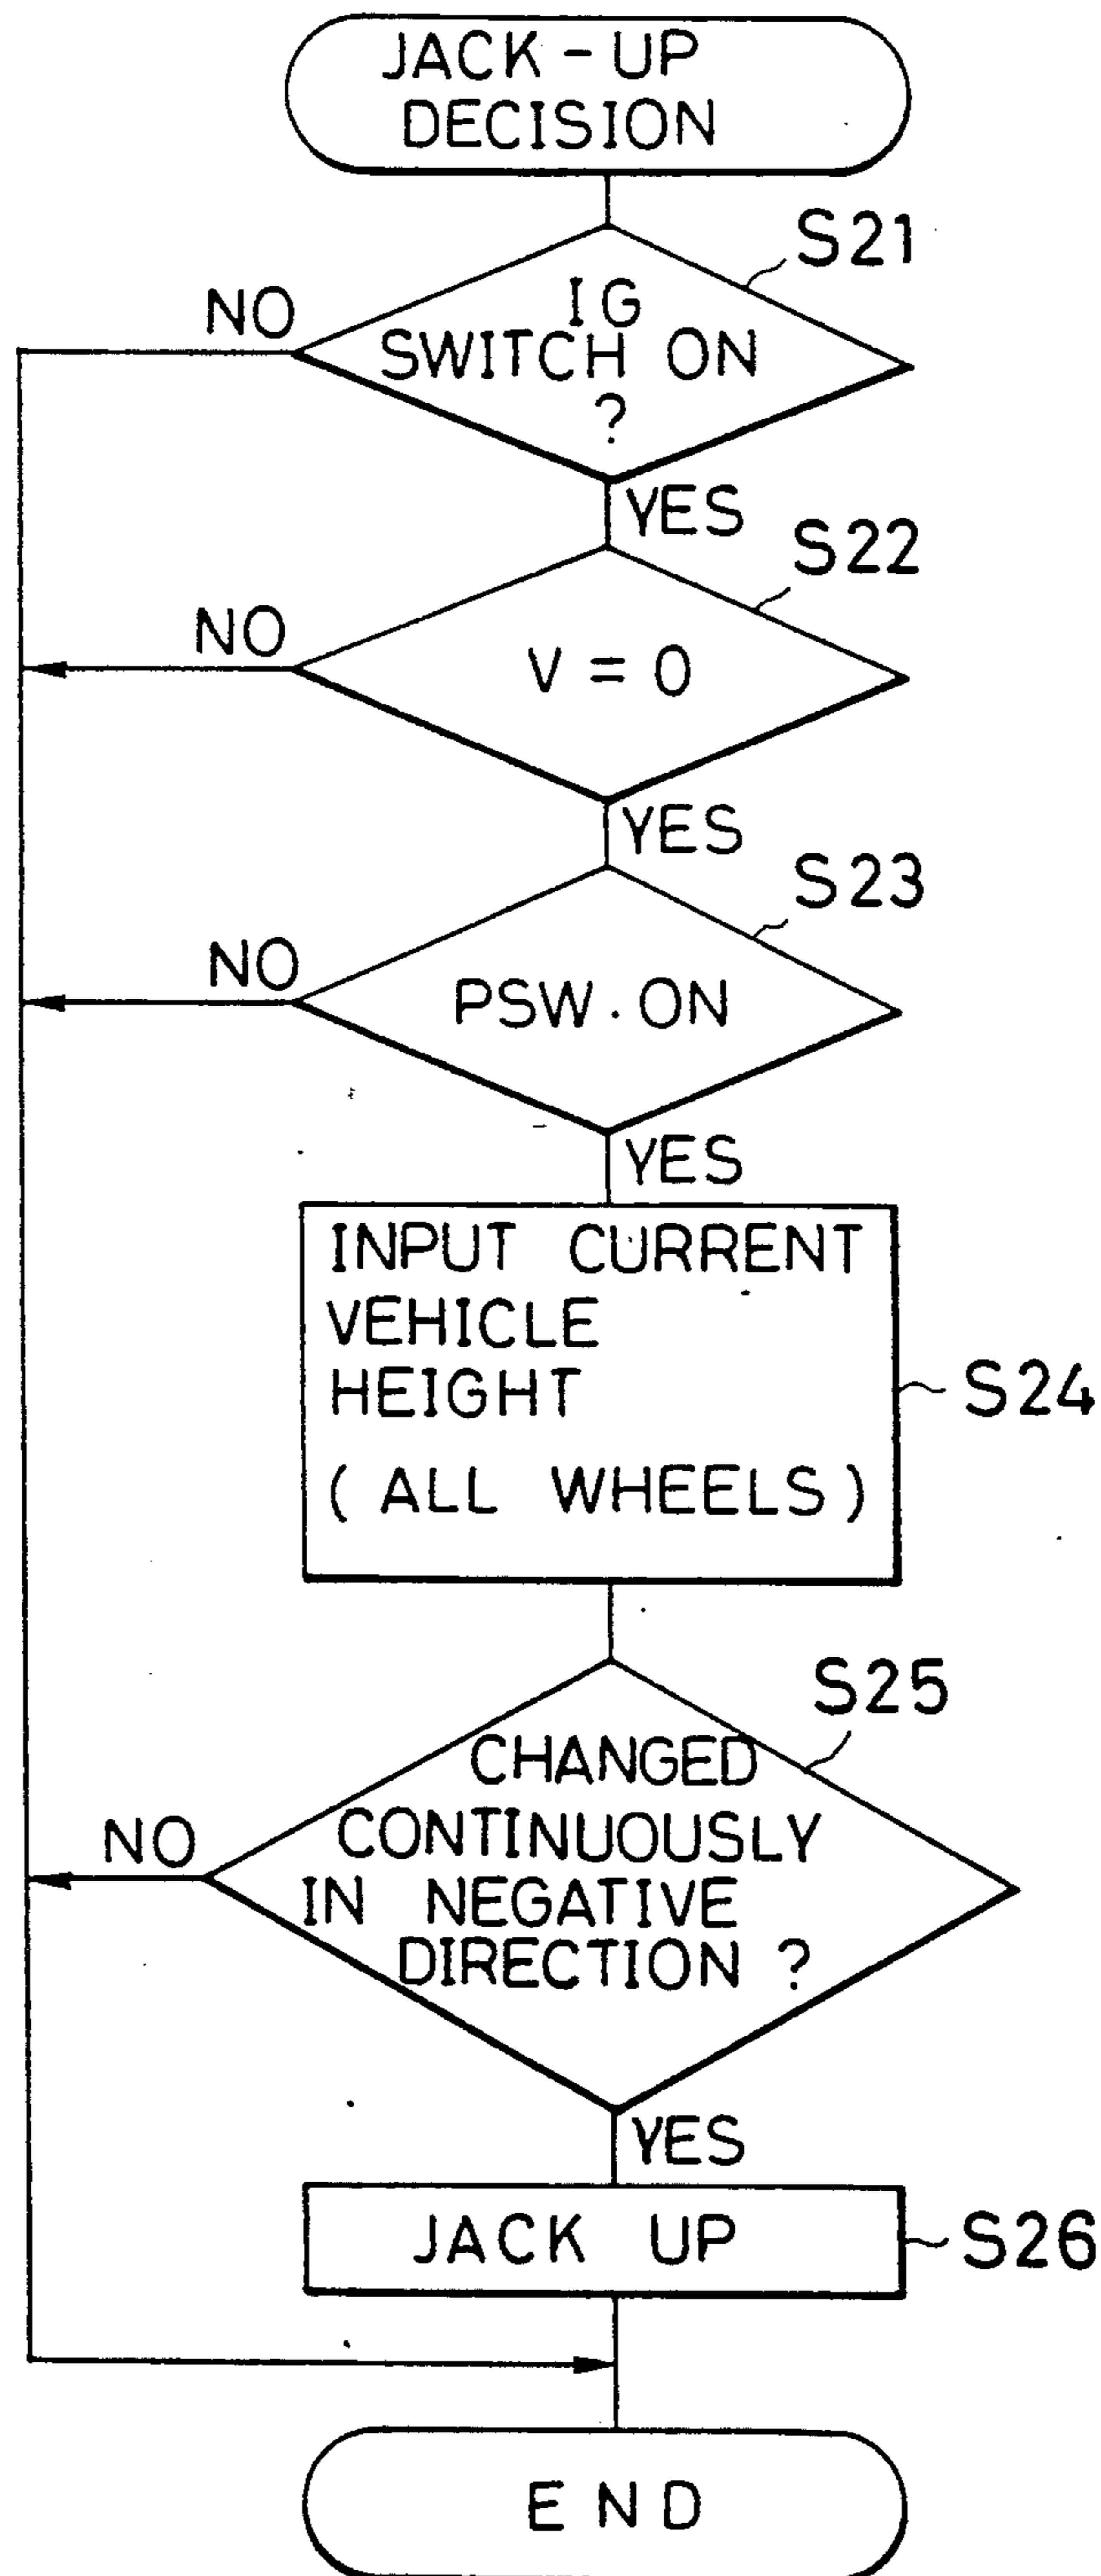 JACK-UP
DECISION
S21
NO
IG
SWITCH ON
?
YES
S22
NO
V = 0
YES
S23
NO
PSW. ON
YES
INPUT CURRENT
VEHICLE
HEIGHT
(ALL WHEELS)
S24
S25
CHANGED
NO
CONTINUOUSLY
IN NEGATIVE
DIRECTION ?
YES
JACK UP
S26
END